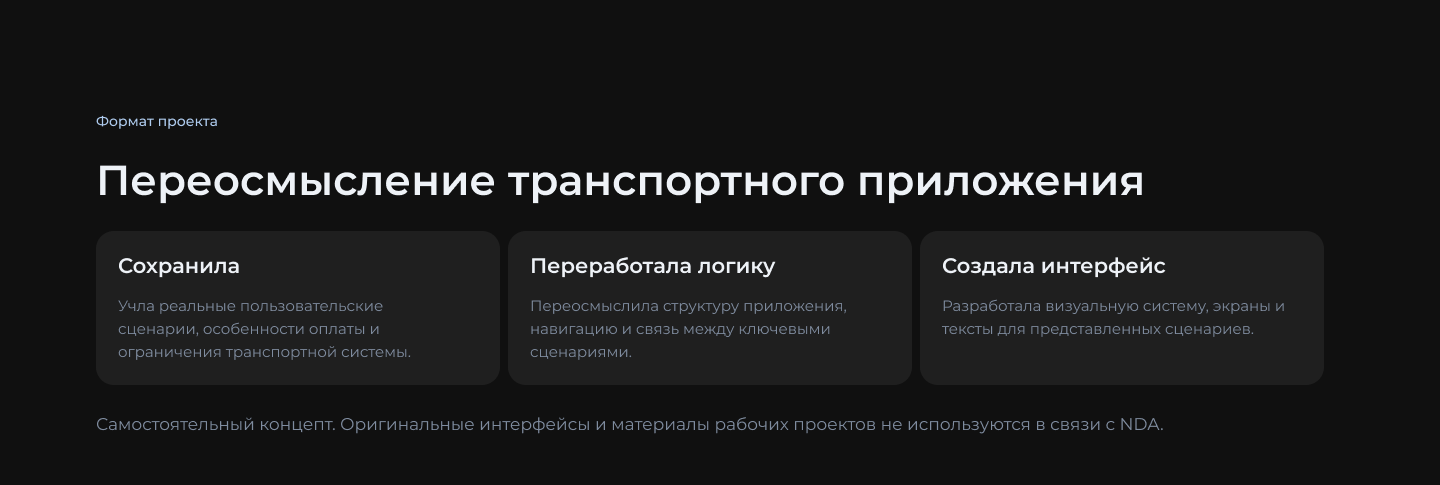 Формат проекта
Переосмысление транспортного приложения
Сохранила
Учла реальные пользовательские
сценарии, особенности оплаты и
ограничения транспортной системы.
Переработала логику
Переосмыслила структуру приложения,
навигацию и связь между ключевыми
сценариями.
Создала интерфейс
Разработала визуальную систему, экраны и
тексты для представленных сценариев.
Самостоятельный концепт. Оригинальные интерфейсы и материалы рабочих проектов не используются в связи с NDA.